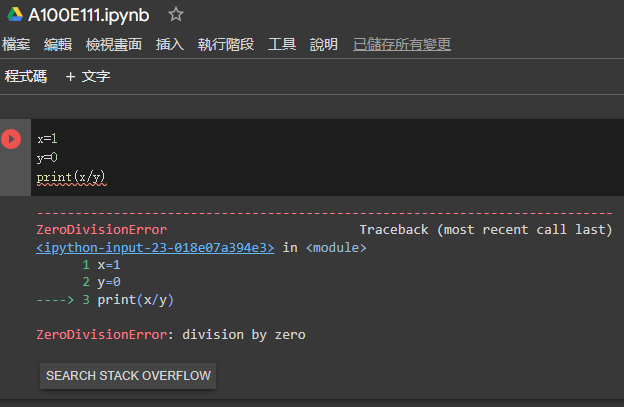 A100E111.ipynb
檔案 編輯 檢視畫面 插入 執行階段 工具 說明 已儲存所有變更
程式碼 + 文字
x=1
y=0
print(x/y)
---------------------------------------------------------------------------
ZeroDivisionError Traceback (most recent call last)
<ipython-input-23-018e07a394e3> in <module>
1 x=1
2 y=0
----> 3 print(x/y)
ZeroDivisionError: division by zero
SEARCH STACK OVERFLOW